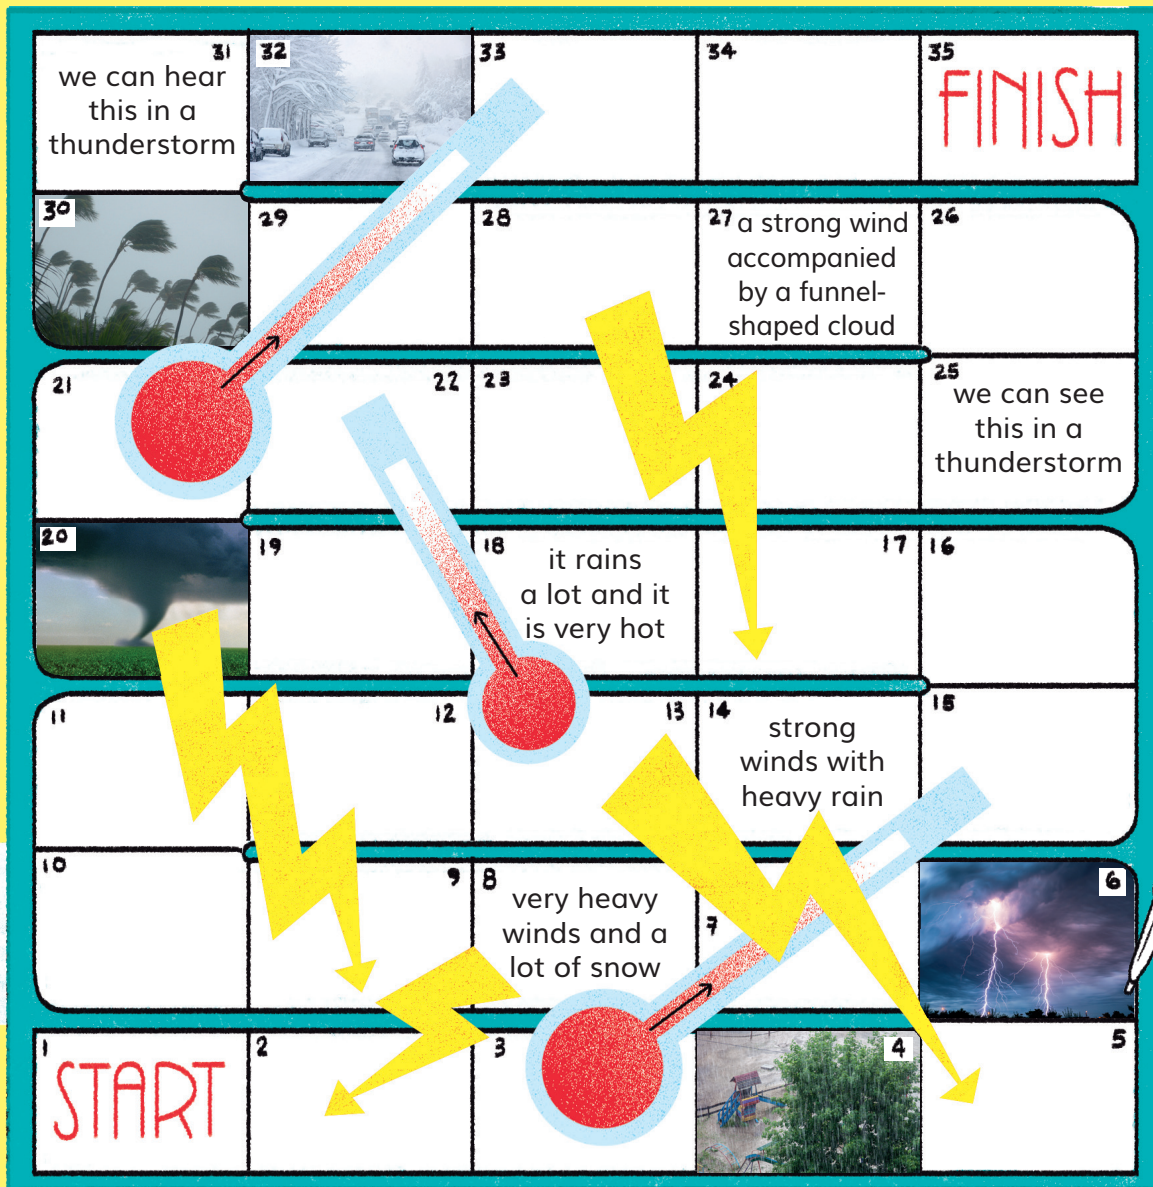 31
we can hear
this in a
thunderstorm
32
33
34
35
FINISH
30
29
28
27 a strong wind
accompanied
by a funnel-
shaped cloud
26
21
22
23
24
25
we can see
this in a
thunderstorm
20
19
18
it rains
a lot and it
is very hot
17
16
11
12
13
14
strong
winds with
heavy rain
15
10
9
8
very heavy
winds and a
lot of snow
7
6
1
START
2
3
4
5